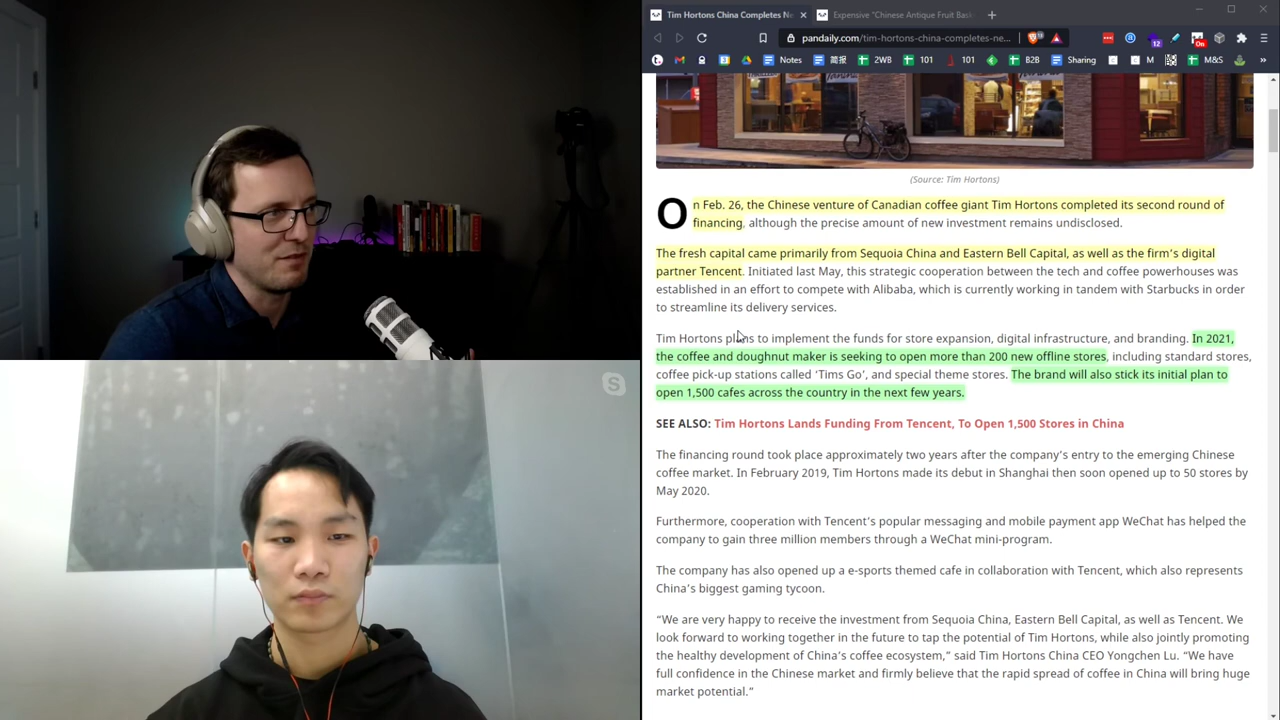 Tim Hortons China Completes Ne
Expensive "Chinese Antique Fruit Bas
pandaily.com/tim-hortons-china-completes-ne...
Notes 简报 2WB 101 101 B2B Sharing M M&S »
12 On
(Source: Tim Hortons)
On Feb. 26, the Chinese venture of Canadian coffee giant Tim Hortons completed its second round of
financing, although the precise amount of new investment remains undisclosed.
The fresh capital came primarily from Sequoia China and Eastern Bell Capital, as well as the firm's digital
partner Tencent. Initiated last May, this strategic cooperation between the tech and coffee powerhouses was
established in an effort to compete with Alibaba, which is currently working in tandem with Starbucks in order
to streamline its delivery services.
Tim Hortons plans to implement the funds for store expansion, digital infrastructure, and branding. In 2021,
the coffee and doughnut maker is seeking to open more than 200 new offline stores, including standard stores,
coffee pick-up stations called 'Tims Go', and special theme stores. The brand will also stick its initial plan to
open 1,500 cafes across the country in the next few years.
SEE ALSO: Tim Hortons Lands Funding From Tencent, To Open 1,500 Stores in China
The financing round took place approximately two years after the company's entry to the emerging Chinese
coffee market. In February 2019, Tim Hortons made its debut in Shanghai then soon opened up to 50 stores by
May 2020.
Furthermore, cooperation with Tencent's popular messaging and mobile payment app WeChat has helped the
company to gain three million members through a WeChat mini-program.
The company has also opened up a e-sports themed cafe in collaboration with Tencent, which also represents
China's biggest gaming tycoon.
"We are very happy to receive the investment from Sequoia China, Eastern Bell Capital, as well as Tencent. We
look forward to working together in the future to tap the potential of Tim Hortons, while also jointly promoting
the healthy development of China's coffee ecosystem," said Tim Hortons China CEO Yongchen Lu. "We have
full confidence in the Chinese market and firmly believe that the rapid spread of coffee in China will bring huge
market potential."